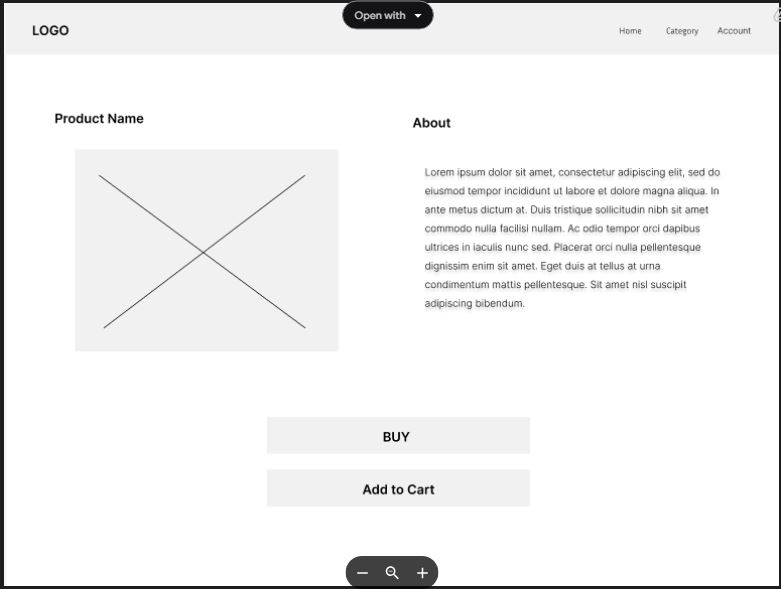 Open with
LOGO
Home Category Account
Product Name
About
Lorem ipsum dolor sit amet, consectetur adipiscing elit, sed do
eiusmod tempor incididunt ut labore et dolore magna aliqua. In
ante metus dictum at. Duis tristique sollicitudin nibh sit amet
commodo nulla facilisi nullam. Ac odio tempor orci dapibus
ultrices in iaculis nunc sed. Placerat orci nulla pellentesque
dignissim enim sit amet. Eget duis at tellus at urna
condimentum mattis pellentesque. Sit amet nisl suscipit
adipiscing bibendum.
BUY
Add to Cart